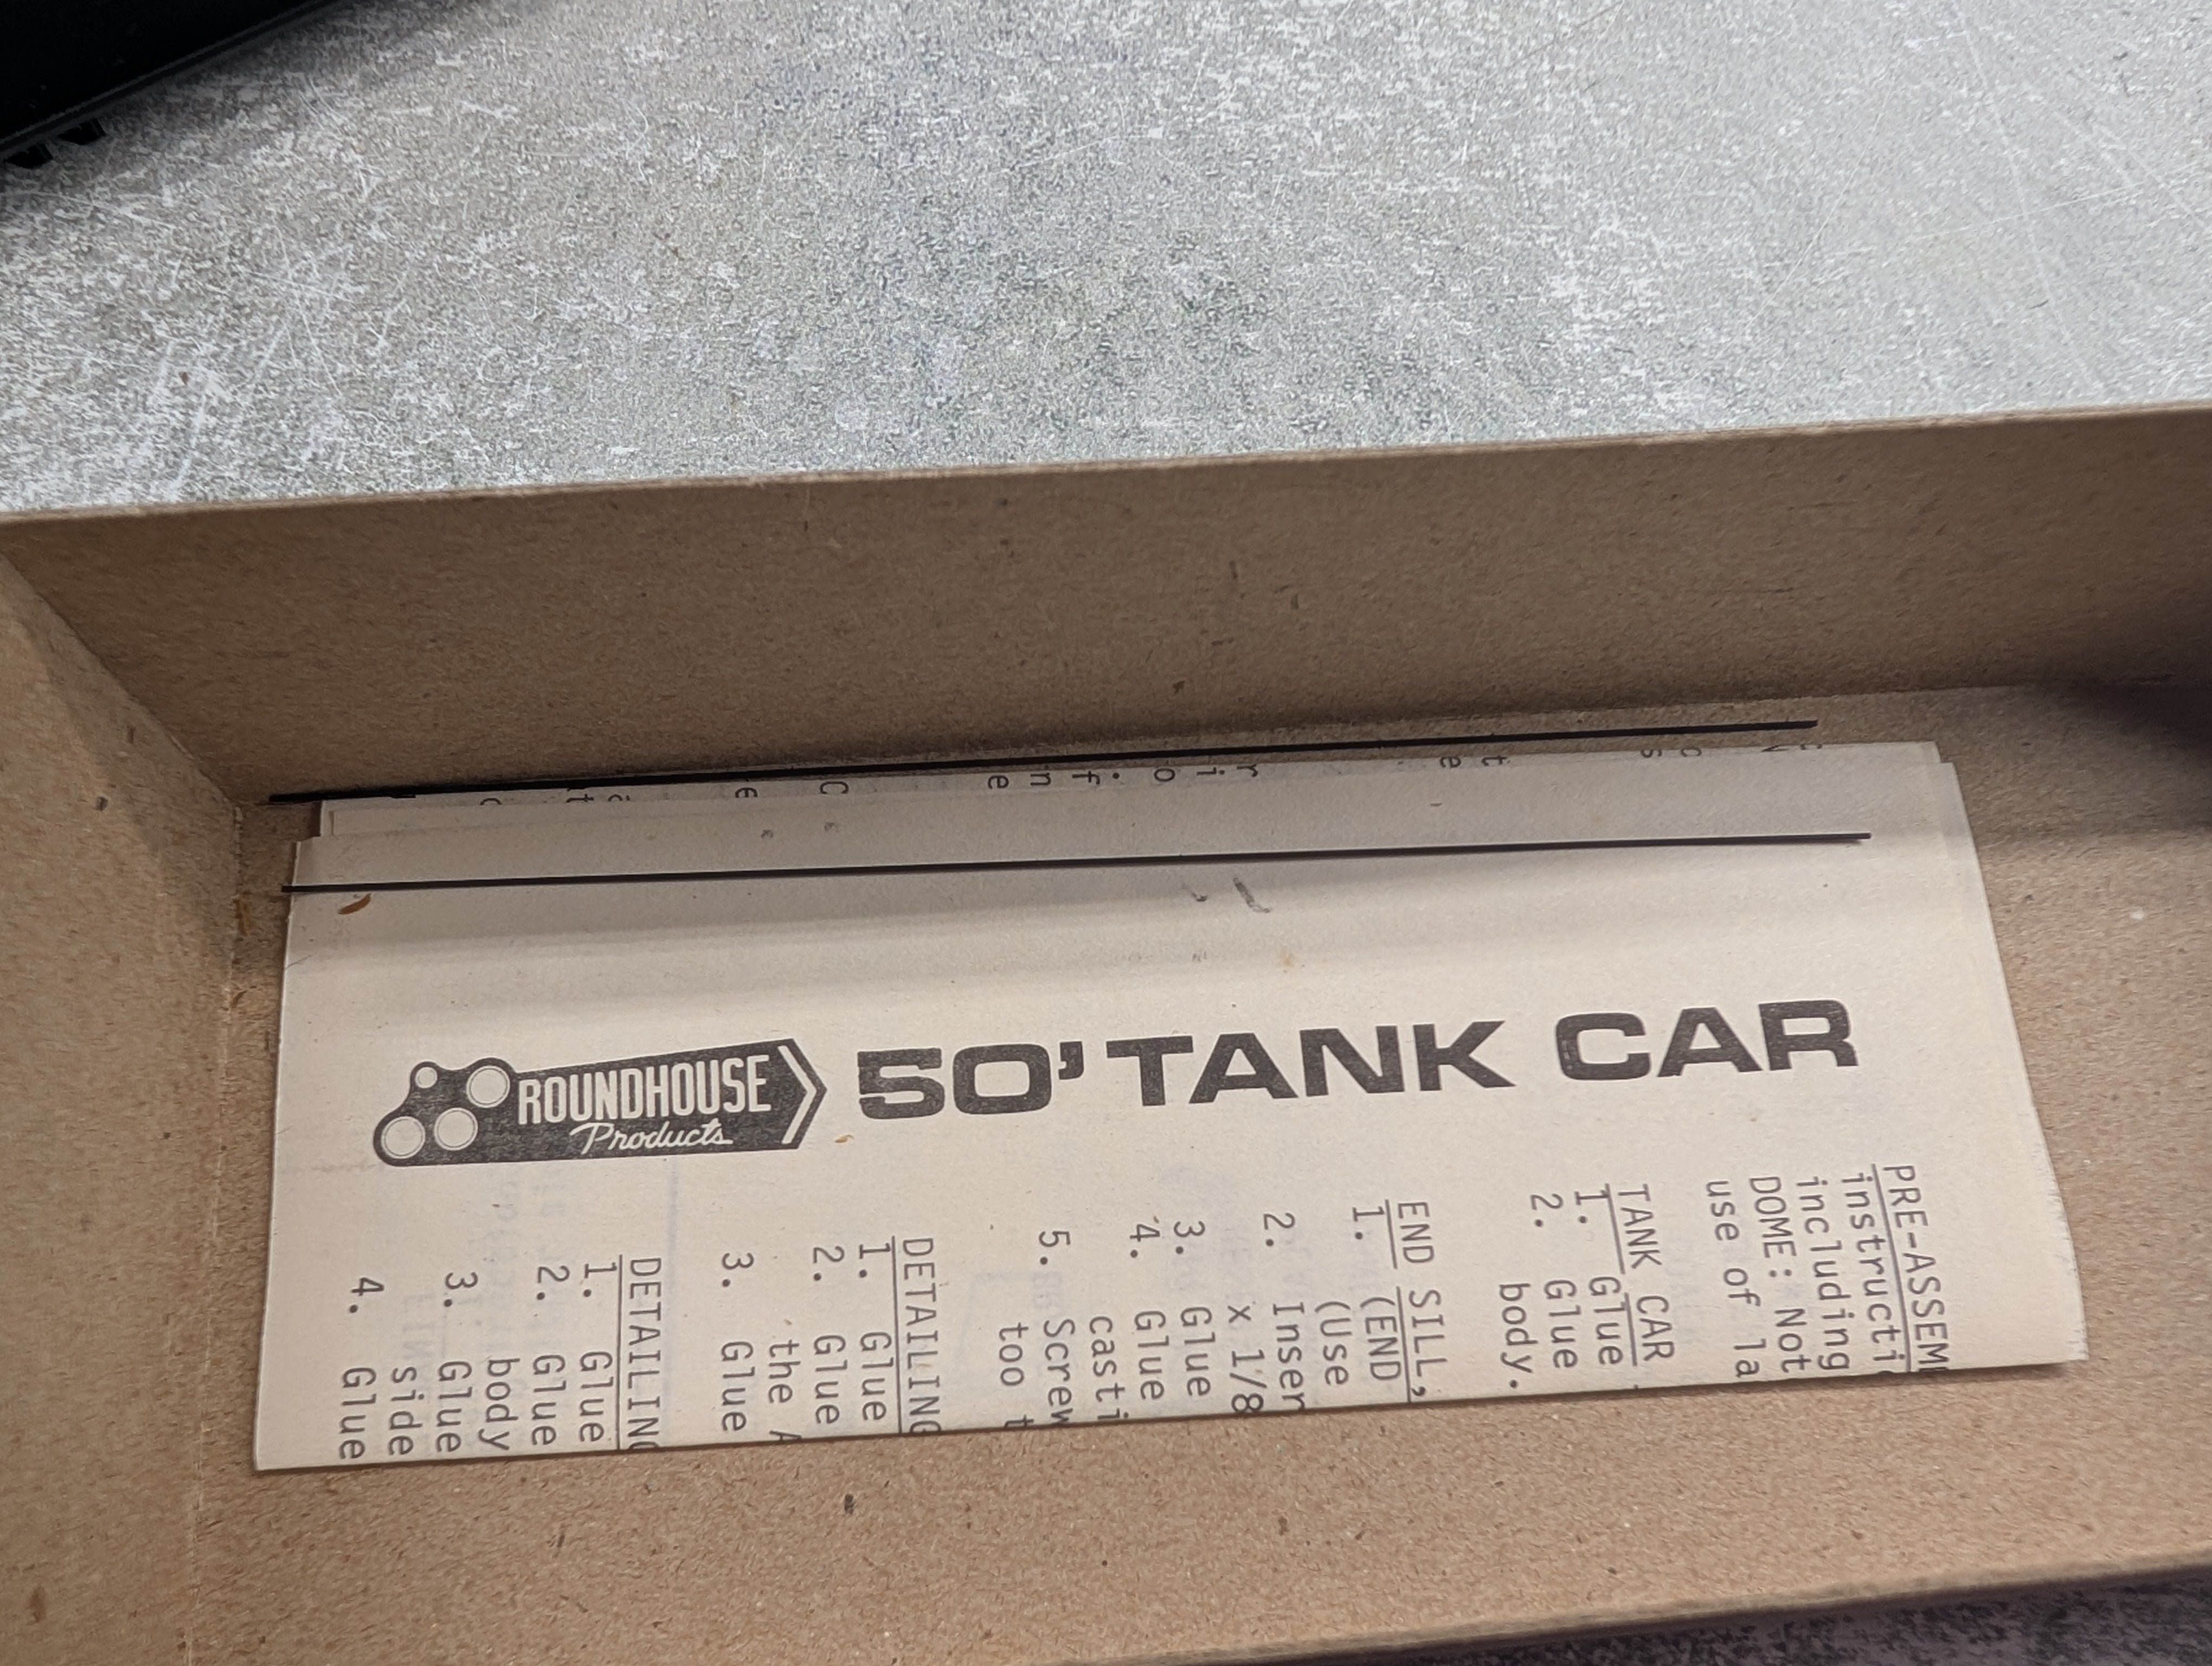 ROUNDHOUSE
Products
50' TANK CAR
PRE-ASSEM
instructi
including
DOME: Not
use of la
TANK CAR
1. Glue
2. Glue
body.
END SILL,
1. (END
(Use
2. Inser
x 1/8
3. Glue
4. Glue
casti
5. Screw
too t
DETAILING
1. Glue
2. Glue
the A
3. Glue
DETAILING
1. Glue
2. Glue
body
3. Glue
side
4. Glue